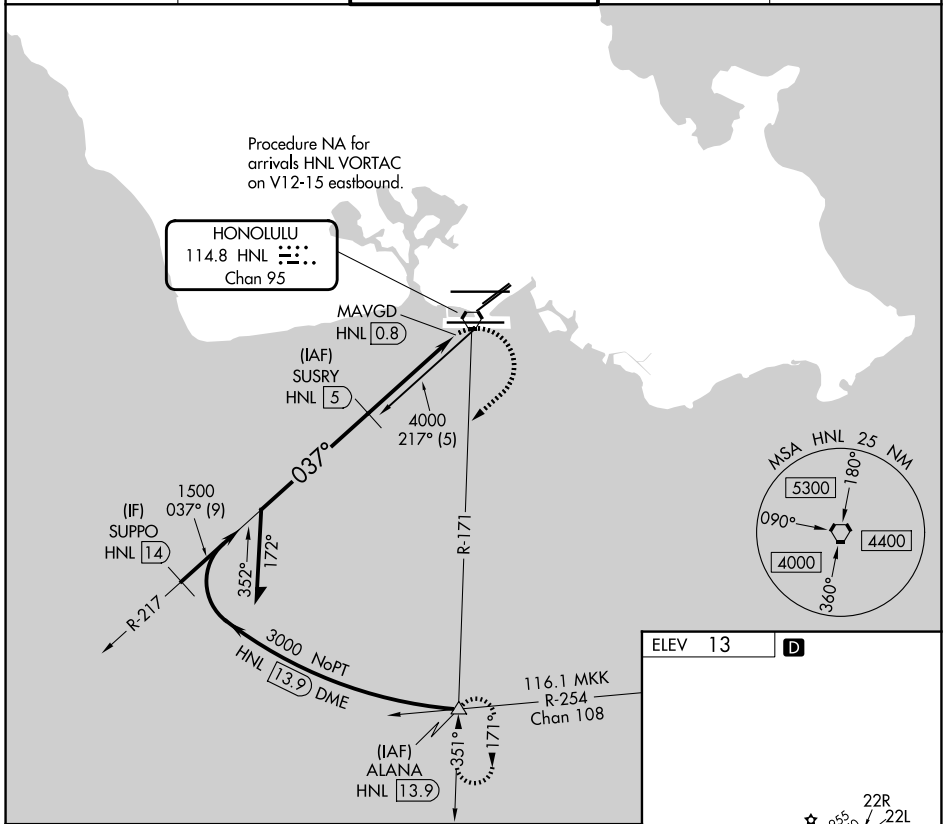 Procedure NA for
arrivals HNL VORTAC
on V12-15 eastbound.
HONOLULU
114.8 HNL
Chan 95
MAVGD
HNL 0.8
(IAF)
SUSRY
HNL 5
4000
217° (5)
037°
1500
037° (9)
(IF)
SUPPO
HNL 14
R-217
352°
172°
R-171
3000 NoPT
HNL 13.9 DME
116.1 MKK
R-254
Chan 108
(IAF)
ALANA
HNL 13.9
351°
171°
MSA HNL 25 NM
5300
180°
090°
4400
4000
360°
ELEV 13
D
22R
22L